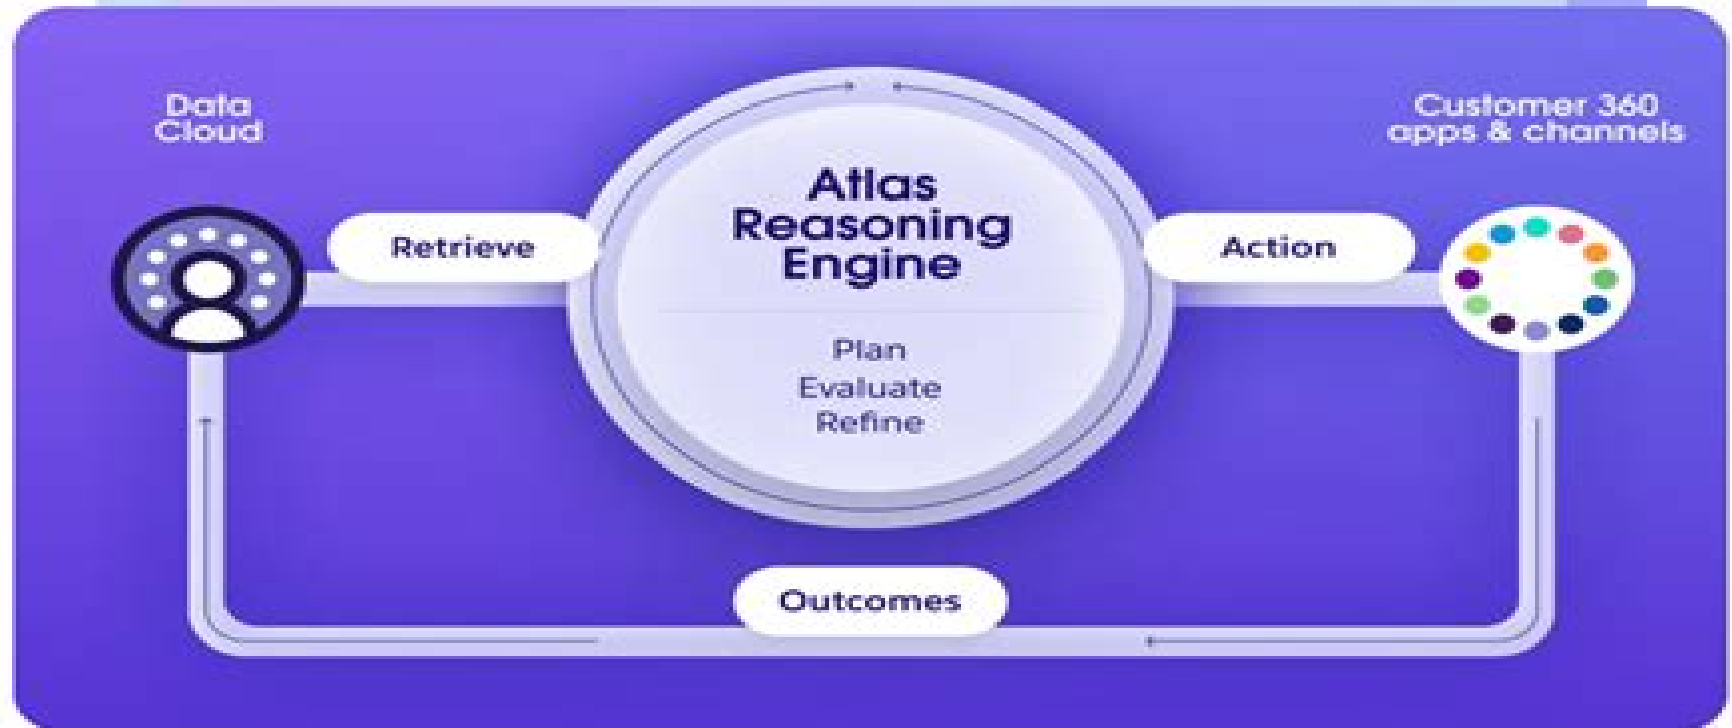 Data
Cloud
Customer 360
apps & channels
Atlas
Reasoning
Engine
Retrieve
Action
Plan
Evaluate
Refine
Outcomes